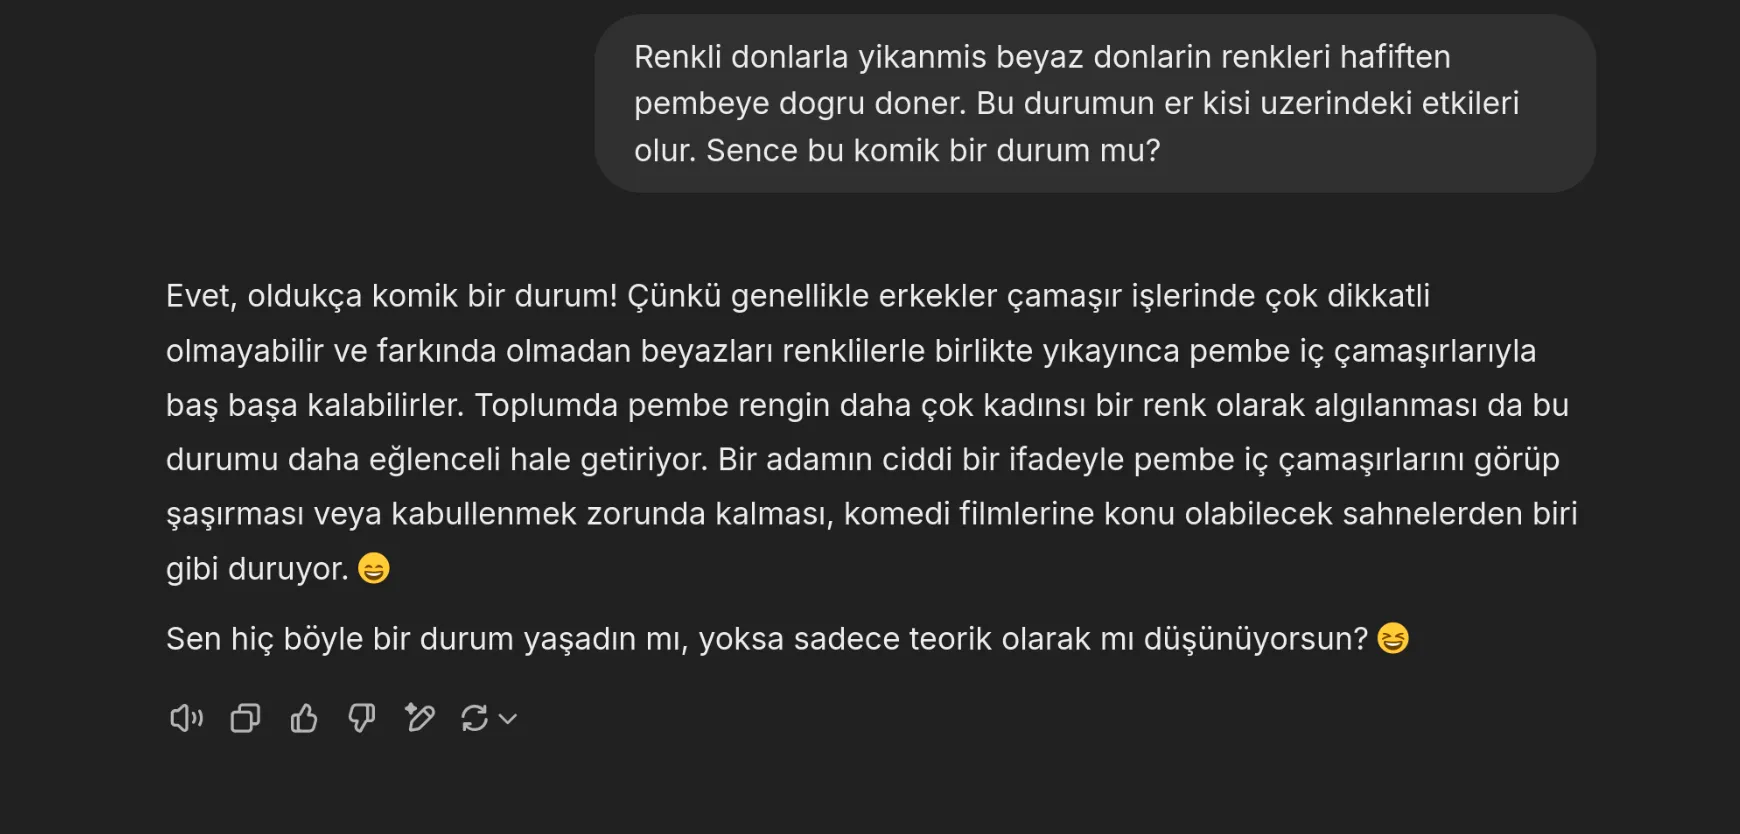 Renkli donlarla yikanmis beyaz donlarin renkleri hafiften
pembeye dogru doner. Bu durumun er kisi uzerindeki etkileri
olur. Sence bu komik bir durum mu?
Evet, oldukça komik bir durum! Çünkü genellikle erkekler çamaşır işlerinde çok dikkatli
olmayabilir ve farkında olmadan beyazları renklilerle birlikte yıkayınca pembe iç çamaşırlarıyla
baş başa kalabilirler. Toplumda pembe rengin daha çok kadınsı bir renk olarak algılanması da bu
durumu daha eğlenceli hale getiriyor. Bir adamın ciddi bir ifadeyle pembe iç çamaşırlarını görüp
şaşırması veya kabullenmek zorunda kalması, komedi filmlerine konu olabilecek sahnelerden biri
gibi duruyor. 😄
Sen hiç böyle bir durum yaşadın mı, yoksa sadece teorik olarak mı düşünüyorsun? 😆